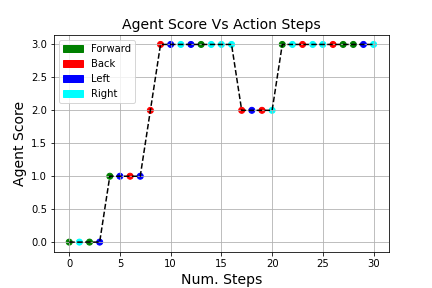 Agent Score Vs Action Steps
3.0
2.5
2.0
1.5
1.0
0.5
0.0
Agent Score
Forward
Back
Left
Right
0 5 10 15 20 25 30
Num. Steps